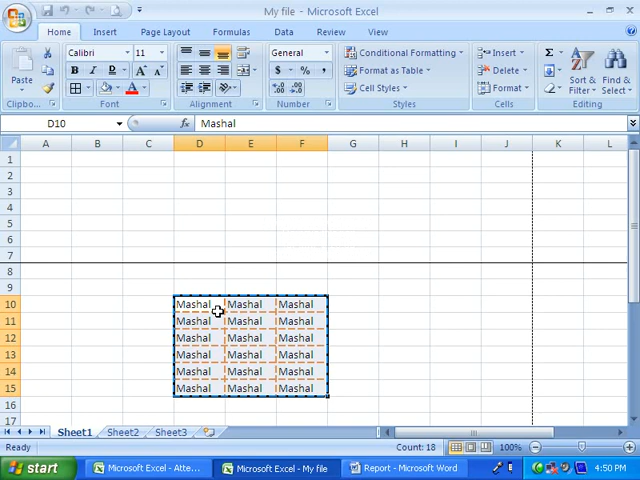 My file - Microsoft Excel
Home Insert Page Layout Formulas Data Review View
Paste
Clipbo...
Calibri 11
B I U A A
A
Font
Alignment
General
$ % ,
Number
Conditional Formatting
Format as Table
Cell Styles
Styles
Insert
Delete
Format
Cells
Σ
Sort & Filter
Find & Select
Editing
D10 fx Mashal
A B C D E F G H I J K L
1
2
3
4
5
6
7
8
9
10 Mashal Mashal Mashal
11 Mashal Mashal Mashal
12 Mashal Mashal Mashal
13 Mashal Mashal Mashal
14 Mashal Mashal Mashal
15 Mashal Mashal Mashal
16
17
Sheet1 Sheet2 Sheet3
Ready Count: 18 100%
start Microsoft Excel - Atte... Microsoft Excel - My file Report - Microsoft Word 4:50 PM